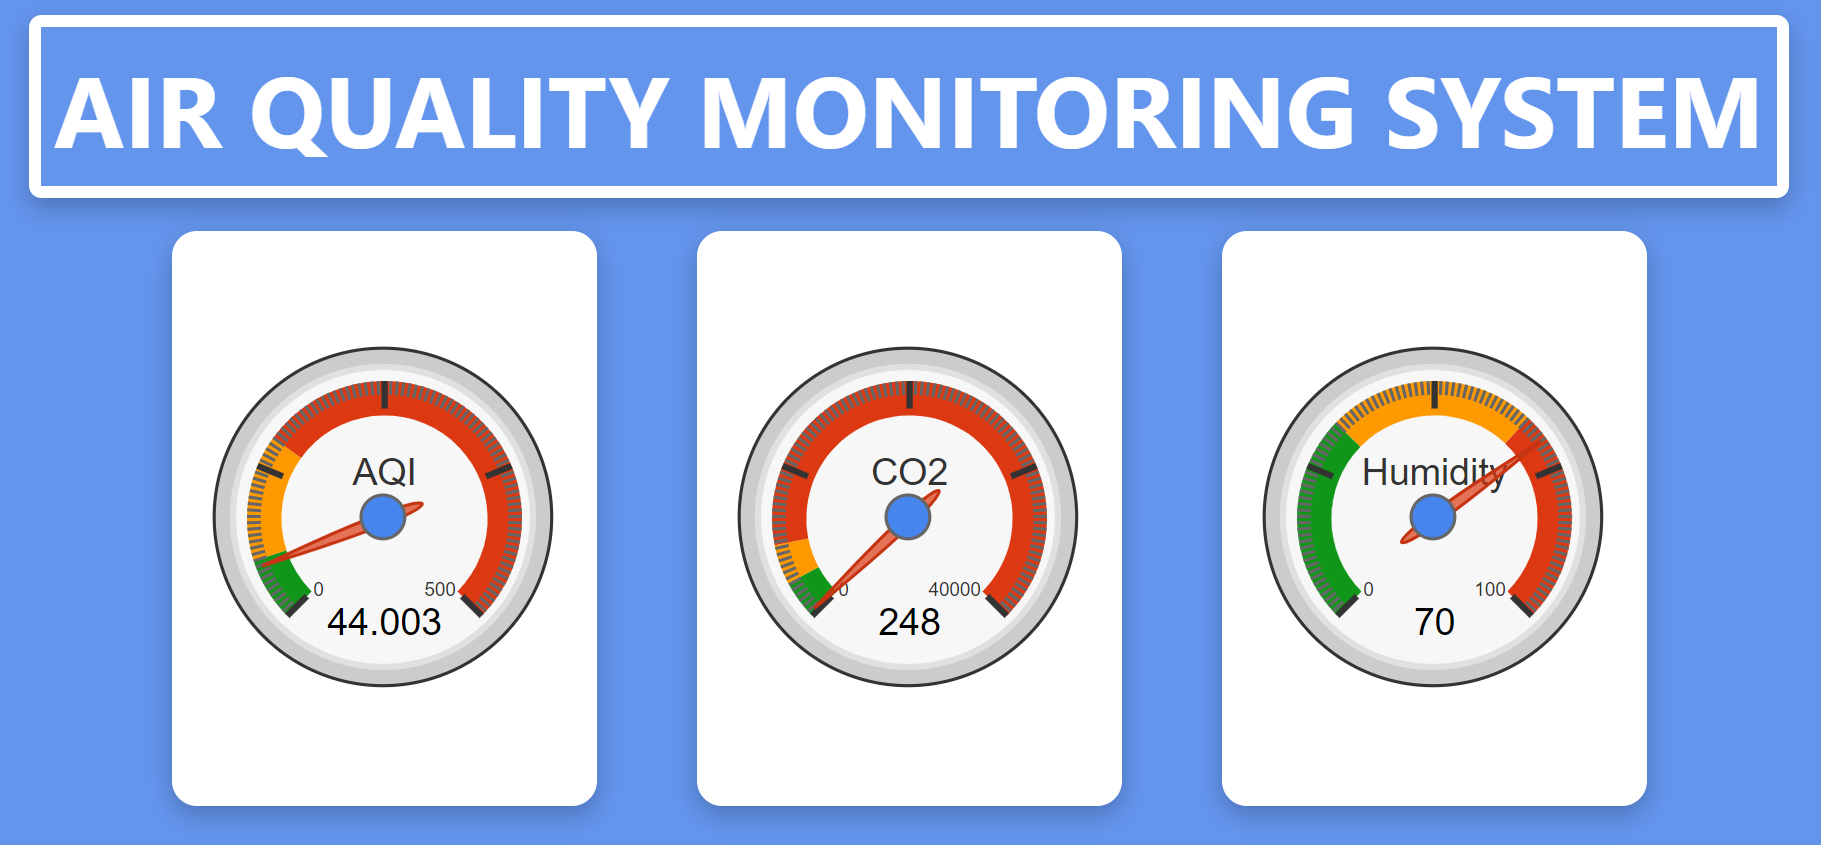 AIR QUALITY MONITORING SYSTEM
AQI
0 500
44.003
CO2
0 40000
248
Humidity
0 100
70